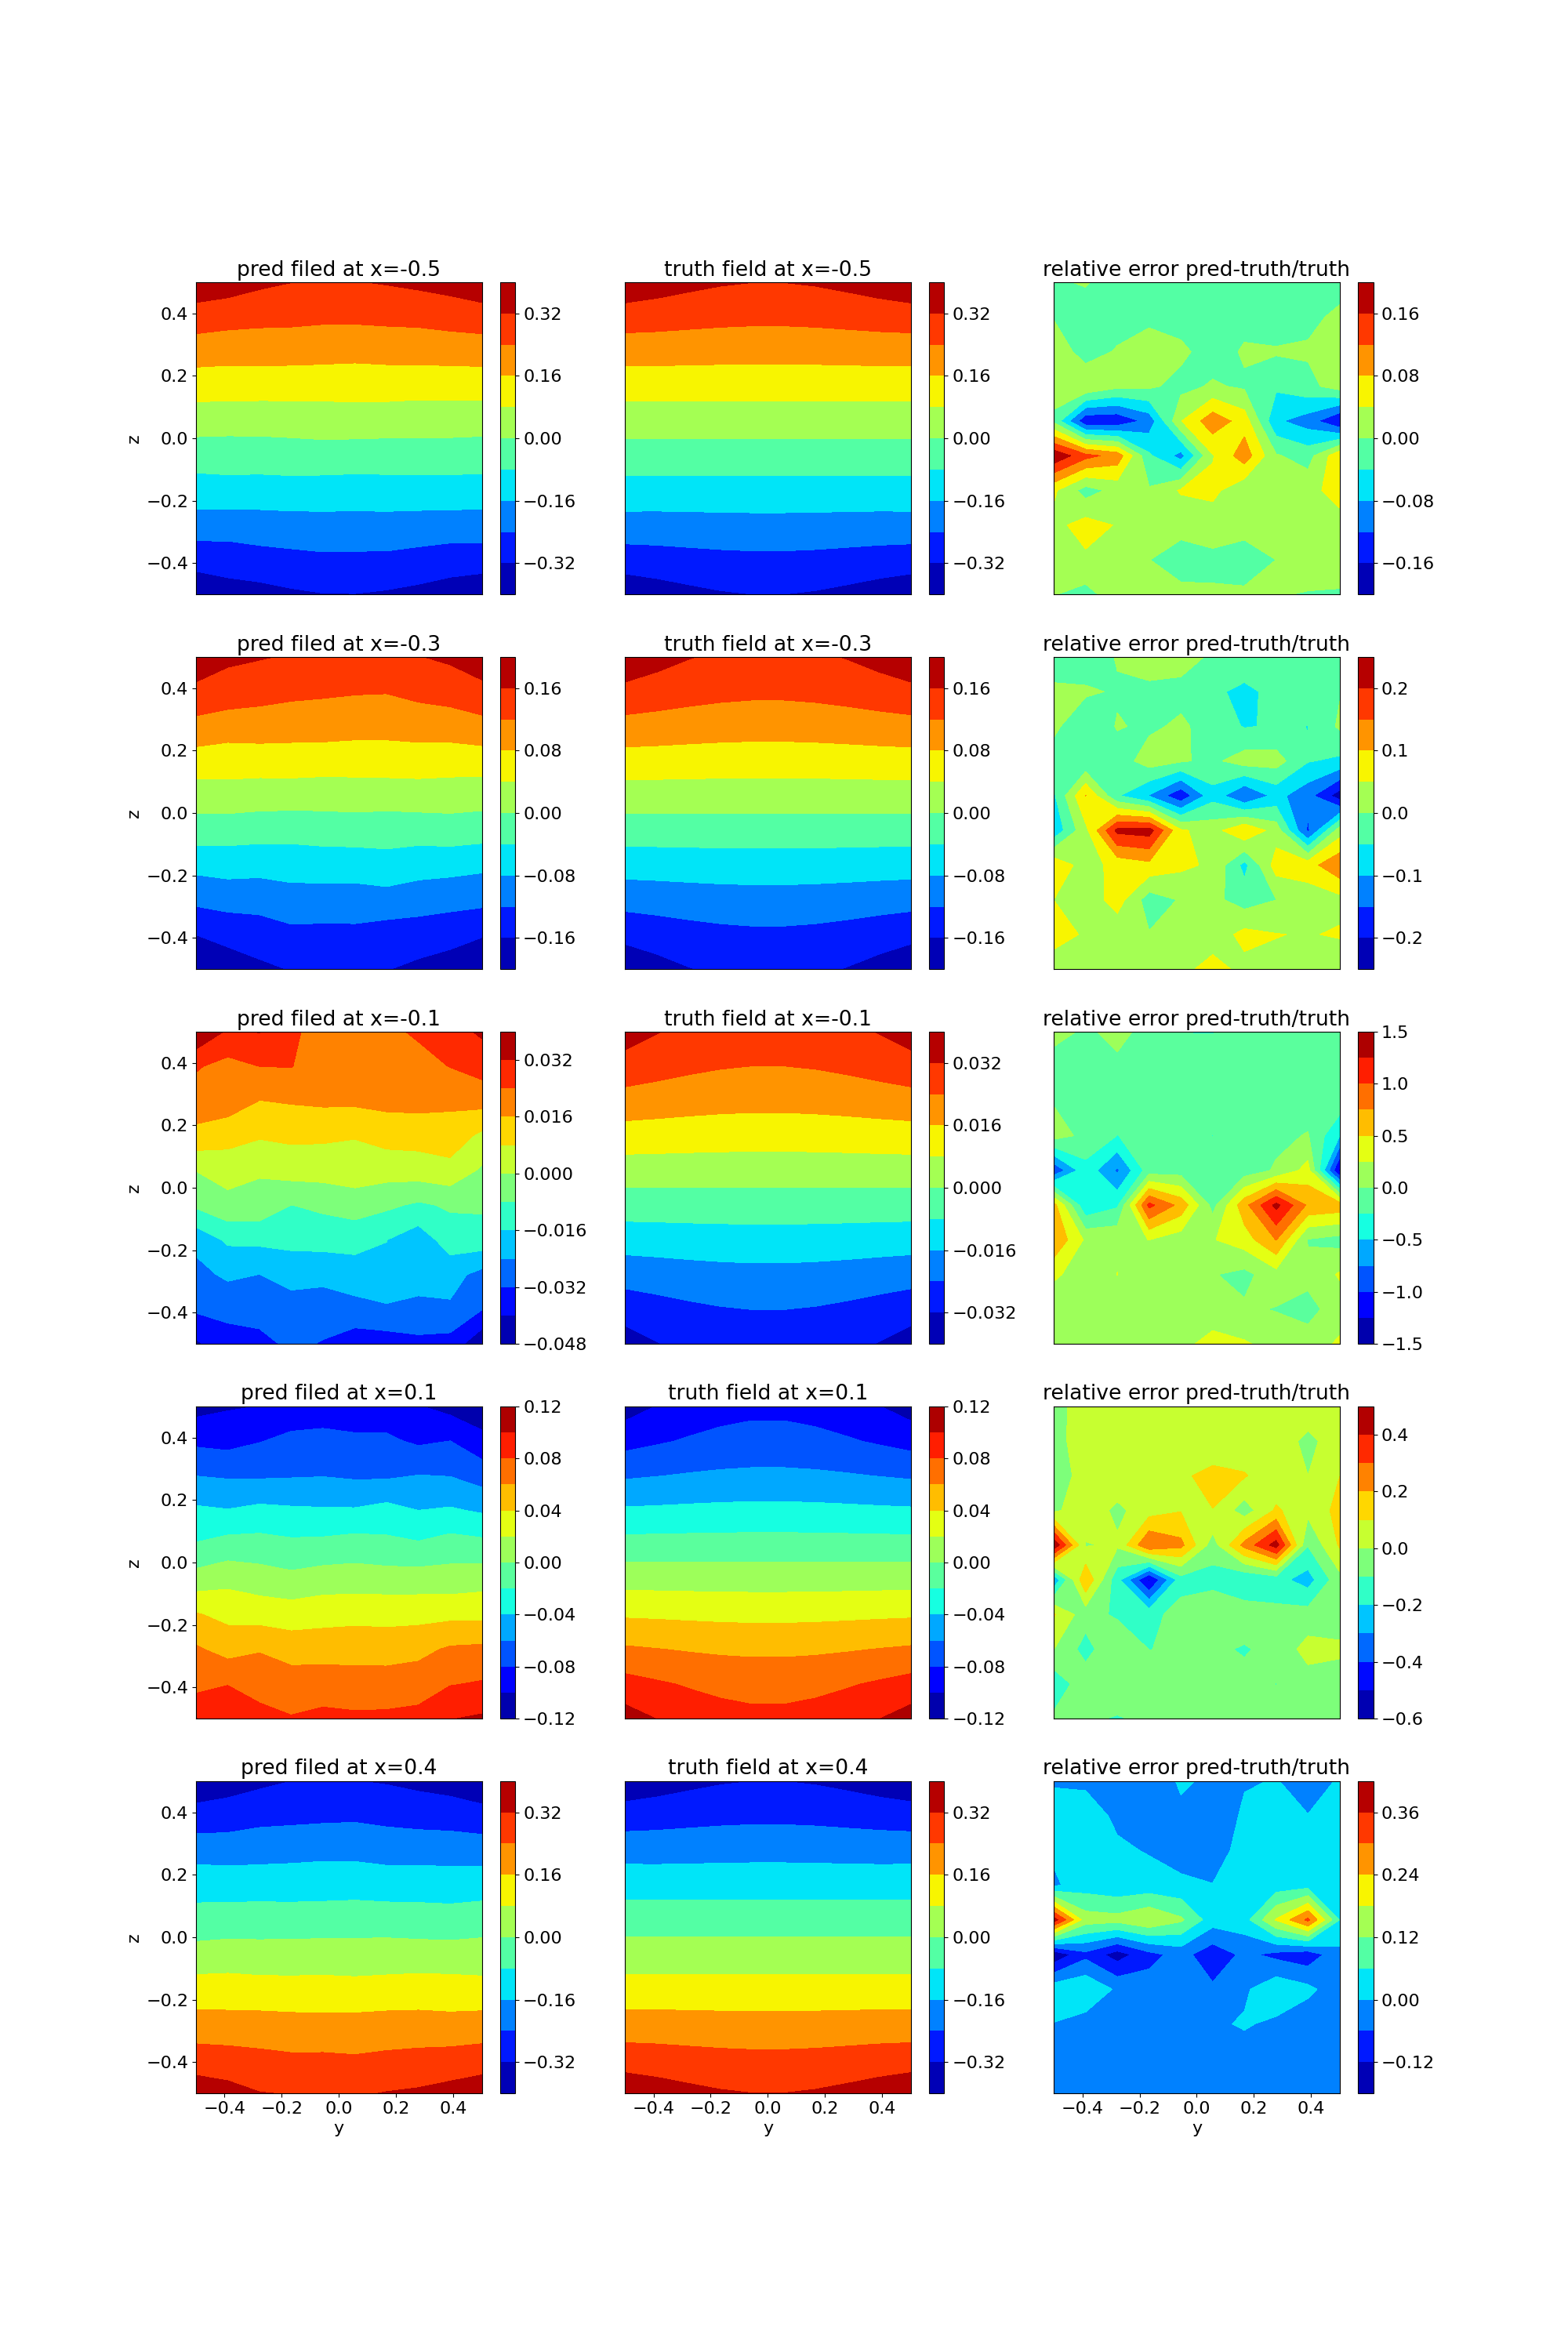 pred filed at x=-0.5 truth field at x=-0.5 relative error pred-truth/truth
0.4 0.32 0.32 0.16
0.2 0.16 0.16 0.08
z 0.0 0.00 0.00 0.00
−0.2 −0.16 −0.16 −0.08
−0.4 −0.32 −0.32 −0.16
pred filed at x=-0.3 truth field at x=-0.3 relative error pred-truth/truth
0.4 0.16 0.16 0.2
0.2 0.08 0.08 0.1
z 0.0 0.00 0.00 0.0
−0.2 −0.08 −0.08 −0.1
−0.4 −0.16 −0.16 −0.2
pred filed at x=-0.1 truth field at x=-0.1 relative error pred-truth/truth
1.5
0.4 0.032 0.032 1.0
0.2 0.016 0.016 0.5
z 0.0 0.000 0.000 0.0
−0.2 −0.016 −0.016 −0.5
−0.4 −0.032 −0.032 −1.0
−0.048 −1.5
pred filed at x=0.1 truth field at x=0.1 relative error pred-truth/truth
0.12 0.12
0.4 0.08 0.08 0.4
0.2 0.04 0.04 0.2
z 0.0 0.00 0.00 0.0
−0.2 −0.04 −0.04 −0.2
−0.4 −0.08 −0.08 −0.4
−0.12 −0.12 −0.6
pred filed at x=0.4 truth field at x=0.4 relative error pred-truth/truth
0.4 0.32 0.32 0.36
0.2 0.16 0.16 0.24
z 0.0 0.00 0.00 0.12
−0.2 −0.16 −0.16 0.00
−0.4 −0.32 −0.32 −0.12
−0.4 −0.2 0.0 0.2 0.4 −0.4 −0.2 0.0 0.2 0.4 −0.4 −0.2 0.0 0.2 0.4
y y y